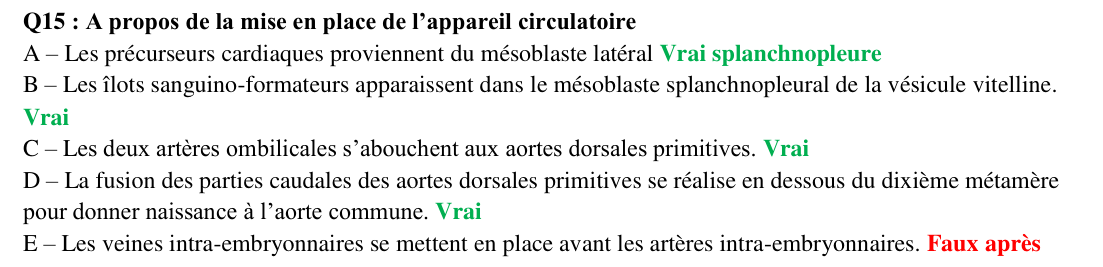 Q15 : A propos de la mise en place de l’appareil circulatoire
A – Les précurseurs cardiaques proviennent du mésoblaste latéral Vrai splanchnopleure
B – Les îlots sanguino-formateurs apparaissent dans le mésoblaste splanchnopleural de la vésicule vitelline.
Vrai
C – Les deux artères ombilicales s’abouchent aux aortes dorsales primitives. Vrai
D – La fusion des parties caudales des aortes dorsales primitives se réalise en dessous du dixième métamère
pour donner naissance à l’aorte commune. Vrai
E – Les veines intra-embryonnaires se mettent en place avant les artères intra-embryonnaires. Faux après